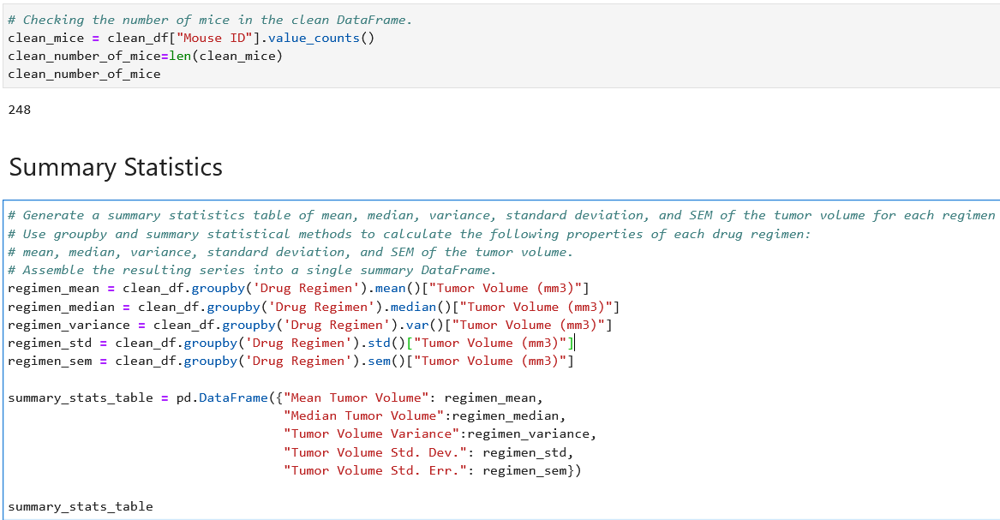 # Checking the number of mice in the clean DataFrame.
clean_mice = clean_df["Mouse ID"].value_counts()
clean_number_of_mice=len(clean_mice)
clean_number_of_mice
248
Summary Statistics
# Generate a summary statistics table of mean, median, variance, standard deviation, and SEM of the tumor volume for each regimen
# Use groupby and summary statistical methods to calculate the following properties of each drug regimen:
# mean, median, variance, standard deviation, and SEM of the tumor volume.
# Assemble the resulting series into a single summary DataFrame.
regimen_mean = clean_df.groupby('Drug Regimen').mean()["Tumor Volume (mm3)"]
regimen_median = clean_df.groupby('Drug Regimen').median()["Tumor Volume (mm3)"]
regimen_variance = clean_df.groupby('Drug Regimen').var()["Tumor Volume (mm3)"]
regimen_std = clean_df.groupby('Drug Regimen').std()["Tumor Volume (mm3)"]
regimen_sem = clean_df.groupby('Drug Regimen').sem()["Tumor Volume (mm3)"]
summary_stats_table = pd.DataFrame({"Mean Tumor Volume": regimen_mean,
"Median Tumor Volume":regimen_median,
"Tumor Volume Variance":regimen_variance,
"Tumor Volume Std. Dev.": regimen_std,
"Tumor Volume Std. Err.": regimen_sem})
summary_stats_table